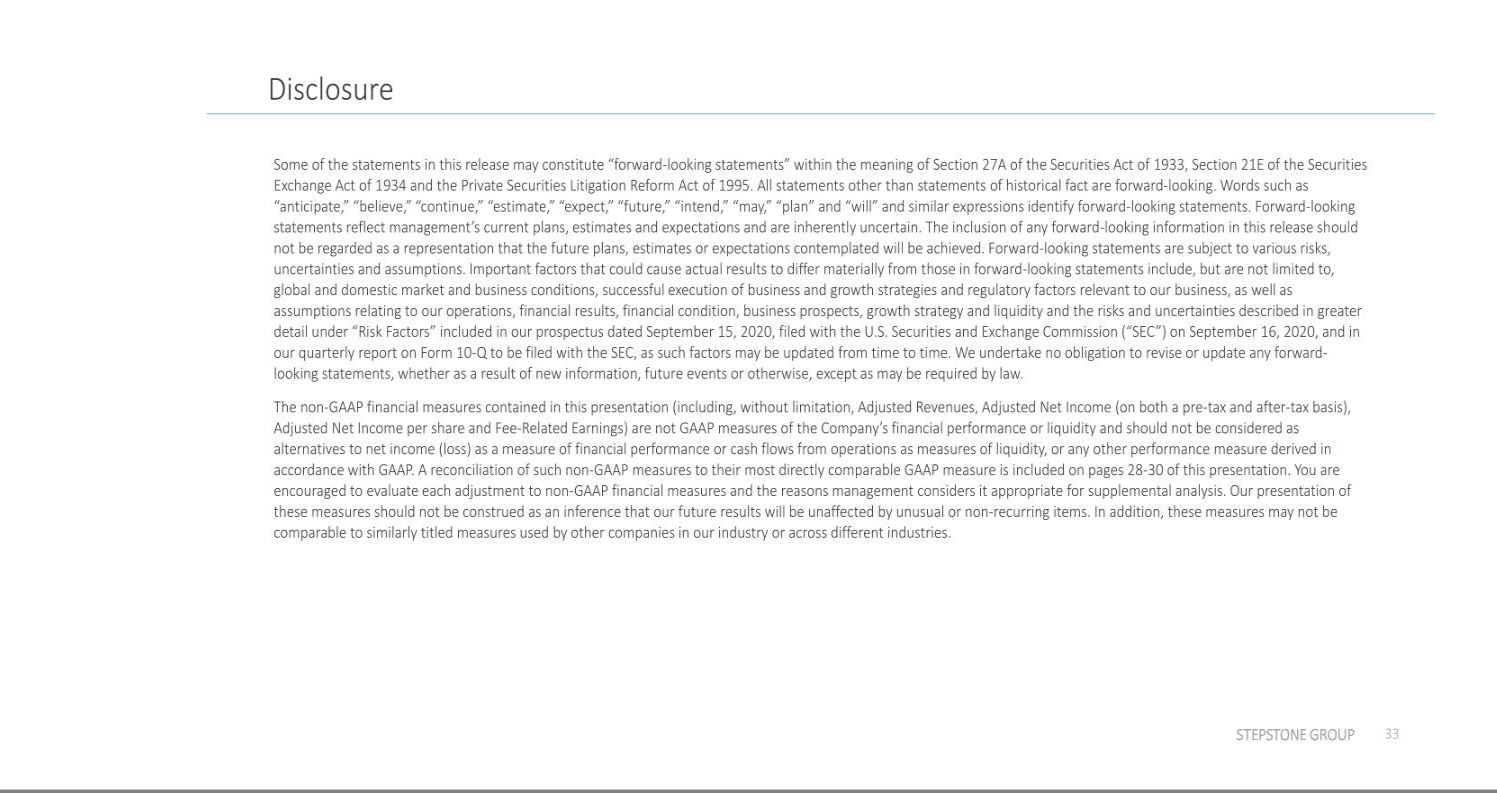 Disclosure
Some of the statements in this release may constitute “forward-looking statements” within the meaning of Section 27A of the Securities Act of 1933, Section 21E of the Securities
Exchange Act of 1934 and the Private Securities Litigation Reform Act of 1995. All statements other than statements of historical fact are forward-looking. Words such as
“anticipate,” “believe,” “continue,” “estimate,” “expect,” “future,” “intend,” “may,” “plan” and “will” and similar expressions identify forward-looking statements. Forward-looking
statements reflect management’s current plans, estimates and expectations and are inherently uncertain. The inclusion of any forward-looking information in this release should
not be regarded as a representation that the future plans, estimates or expectations contemplated will be achieved. Forward-looking statements are subject to various risks,
uncertainties and assumptions. Important factors that could cause actual results to differ materially from those in forward-looking statements include, but are not limited to,
global and domestic market and business conditions, successful execution of business and growth strategies and regulatory factors relevant to our business, as well as
assumptions relating to our operations, financial results, financial condition, business prospects, growth strategy and liquidity and the risks and uncertainties described in greater
detail under “Risk Factors” included in our prospectus dated September 15, 2020, filed with the U.S. Securities and Exchange Commission (“SEC”) on September 16, 2020, and in
our quarterly report on Form 10-Q to be filed with the SEC, as such factors may be updated from time to time. We undertake no obligation to revise or update any forward-
looking statements, whether as a result of new information, future events or otherwise, except as may be required by law.
The non-GAAP financial measures contained in this presentation (including, without limitation, Adjusted Revenues, Adjusted Net Income (on both a pre-tax and after-tax basis),
Adjusted Net Income per share and Fee-Related Earnings) are not GAAP measures of the Company’s financial performance or liquidity and should not be considered as
alternatives to net income (loss) as a measure of financial performance or cash flows from operations as measures of liquidity, or any other performance measure derived in
accordance with GAAP. A reconciliation of such non-GAAP measures to their most directly comparable GAAP measure is included on pages 28-30 of this presentation. You are
encouraged to evaluate each adjustment to non-GAAP financial measures and the reasons management considers it appropriate for supplemental analysis. Our presentation of
these measures should not be construed as an inference that our future results will be unaffected by unusual or non-recurring items. In addition, these measures may not be
comparable to similarly titled measures used by other companies in our industry or across different industries.
STEPSTONE GROUP 33